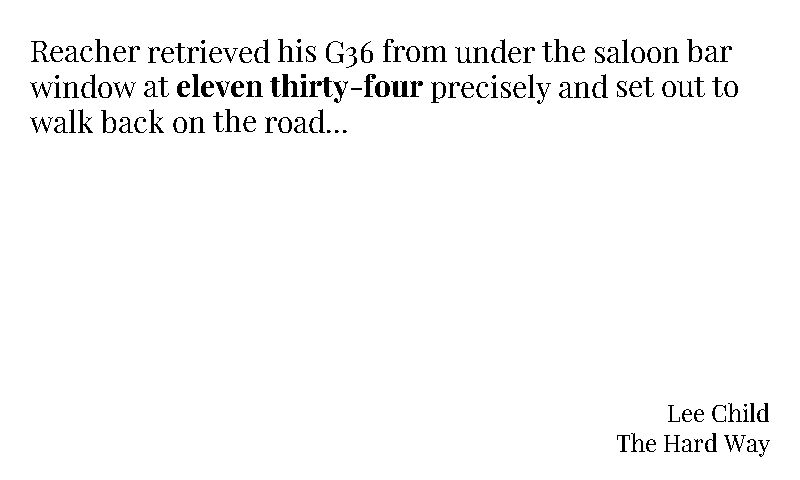 Reacher retrieved his G36 from under the saloon bar
window at eleven thirty-four precisely and set out to
walk back on the road...
Lee Child
The Hard Way